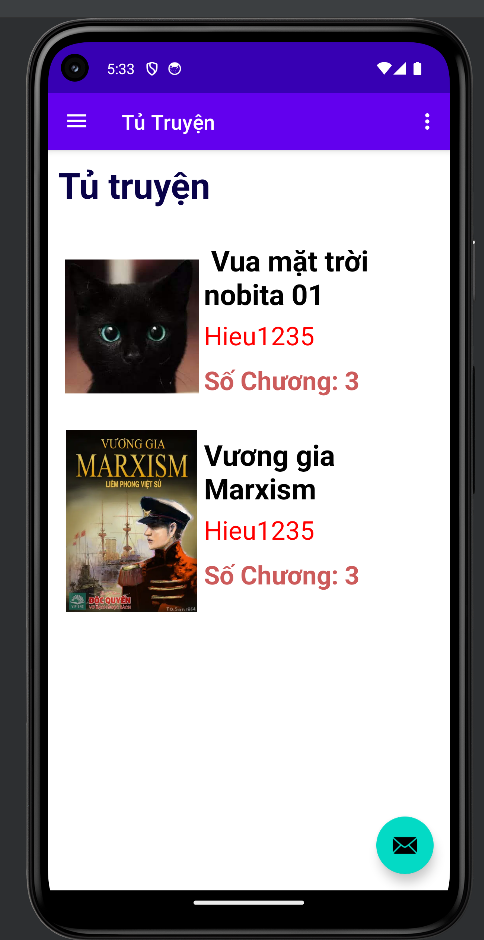 5:33
Tủ Truyện
Tủ truyện
Vua mặt trời
nobita 01
Hieu1235
Số Chương: 3
VƯƠNG GIA
MARXISM
LIÊM PHONG VIỆT SỬ
ĐỘC QUYỀN
Vương gia
Marxism
Hieu1235
Số Chương: 3